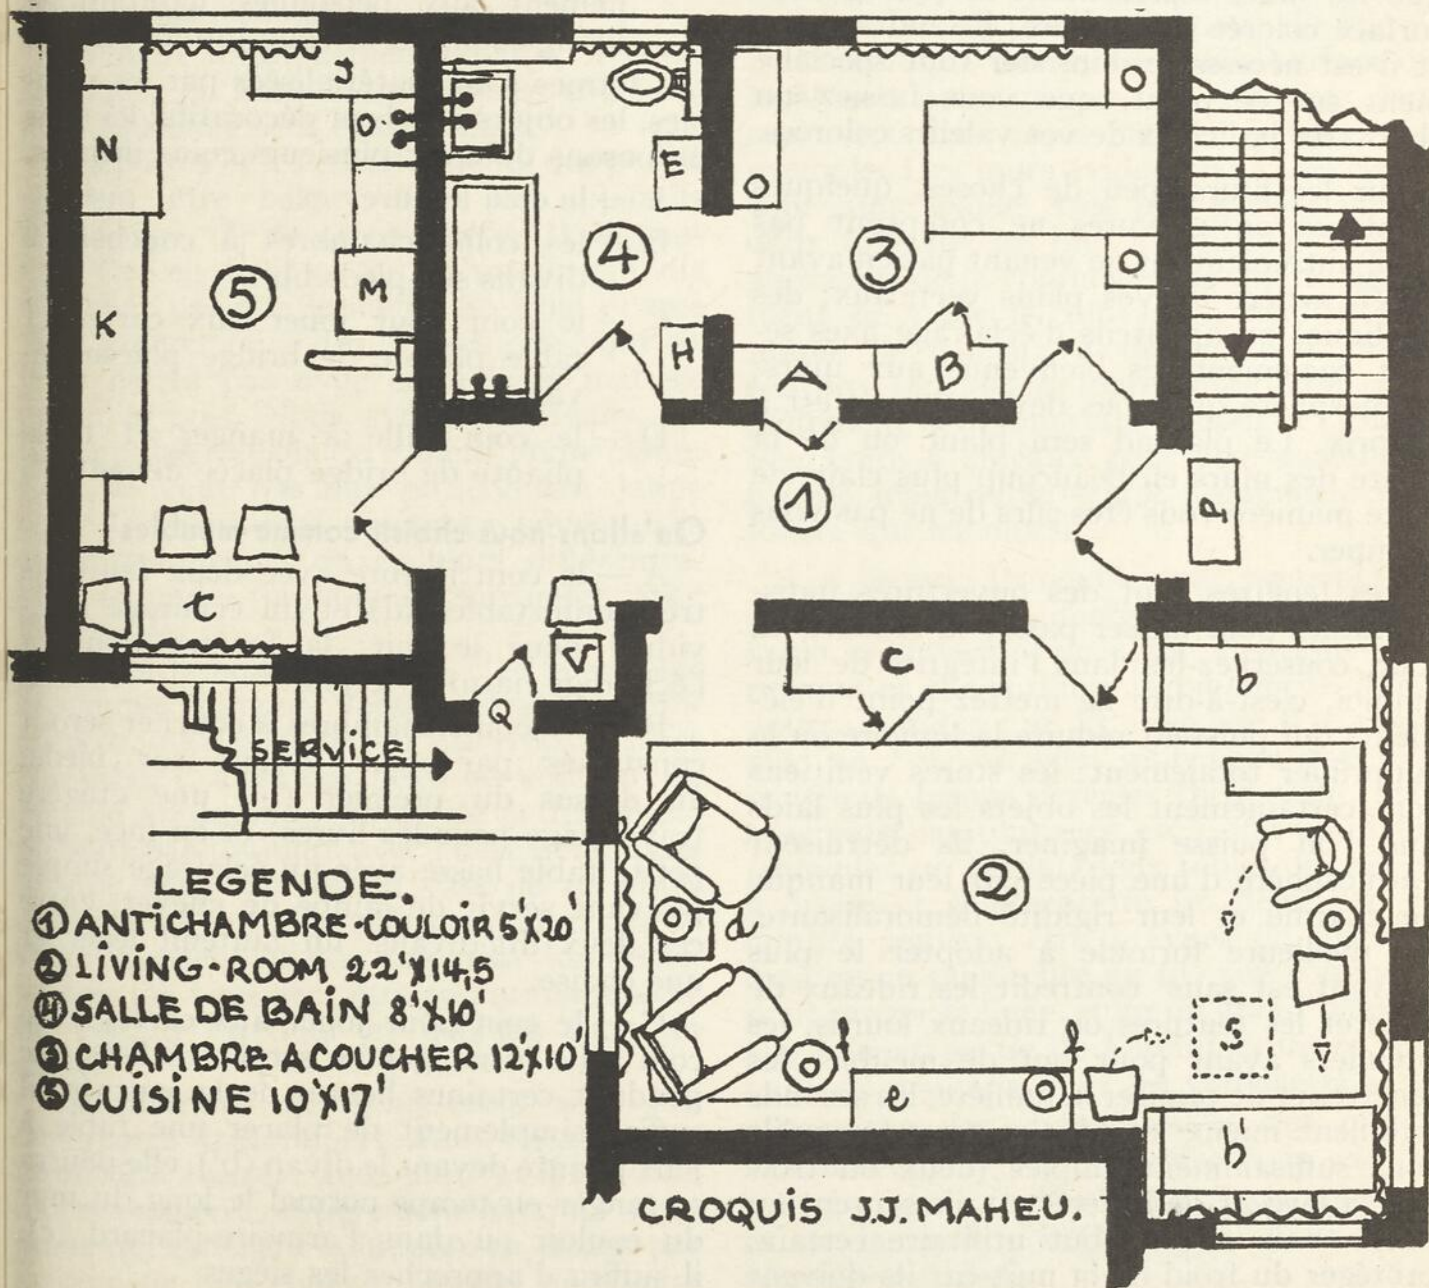 J
N
O
E
4
3
5
M
K
H
A
B
1
P
t
V
C
b
Q
SERVICE
2
d
S
e
b'
LEGENDE.
1 ANTICHAMBRE-COULOIR 5'X20'
2 LIVING-ROOM 22'X14,5
4 SALLE DE BAIN 8'X10'
3 CHAMBRE A COUCHER 12'X10'
5 CUISINE 10'X17'
CROQUIS J.J. MAHEU.